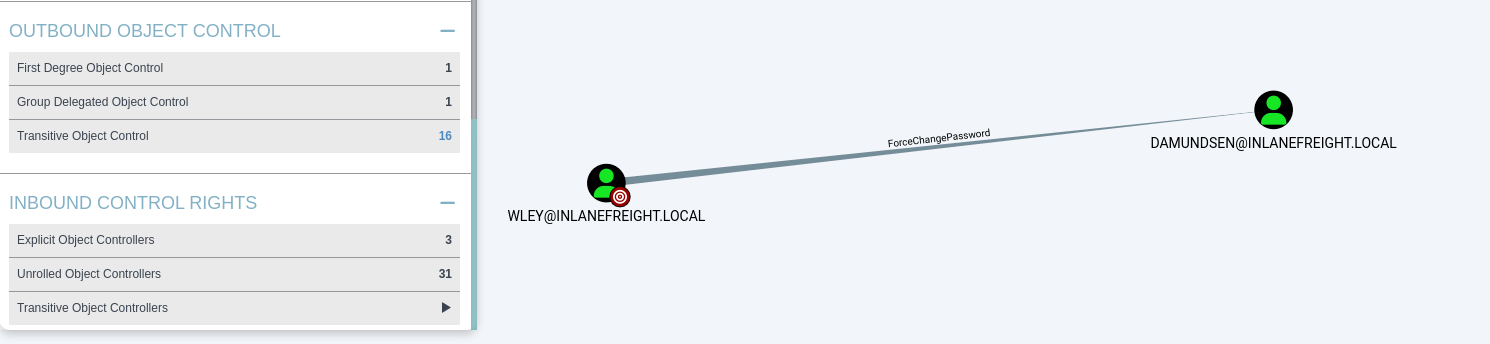 OUTBOUND OBJECT CONTROL
First Degree Object Control 1
Group Delegated Object Control 1
Transitive Object Control 16
INBOUND CONTROL RIGHTS
Explicit Object Controllers 3
Unrolled Object Controllers 31
Transitive Object Controllers
ForceChangePassword
DAMUNDSEN@INLANEFREIGHT.LOCAL
WLEY@INLANEFREIGHT.LOCAL